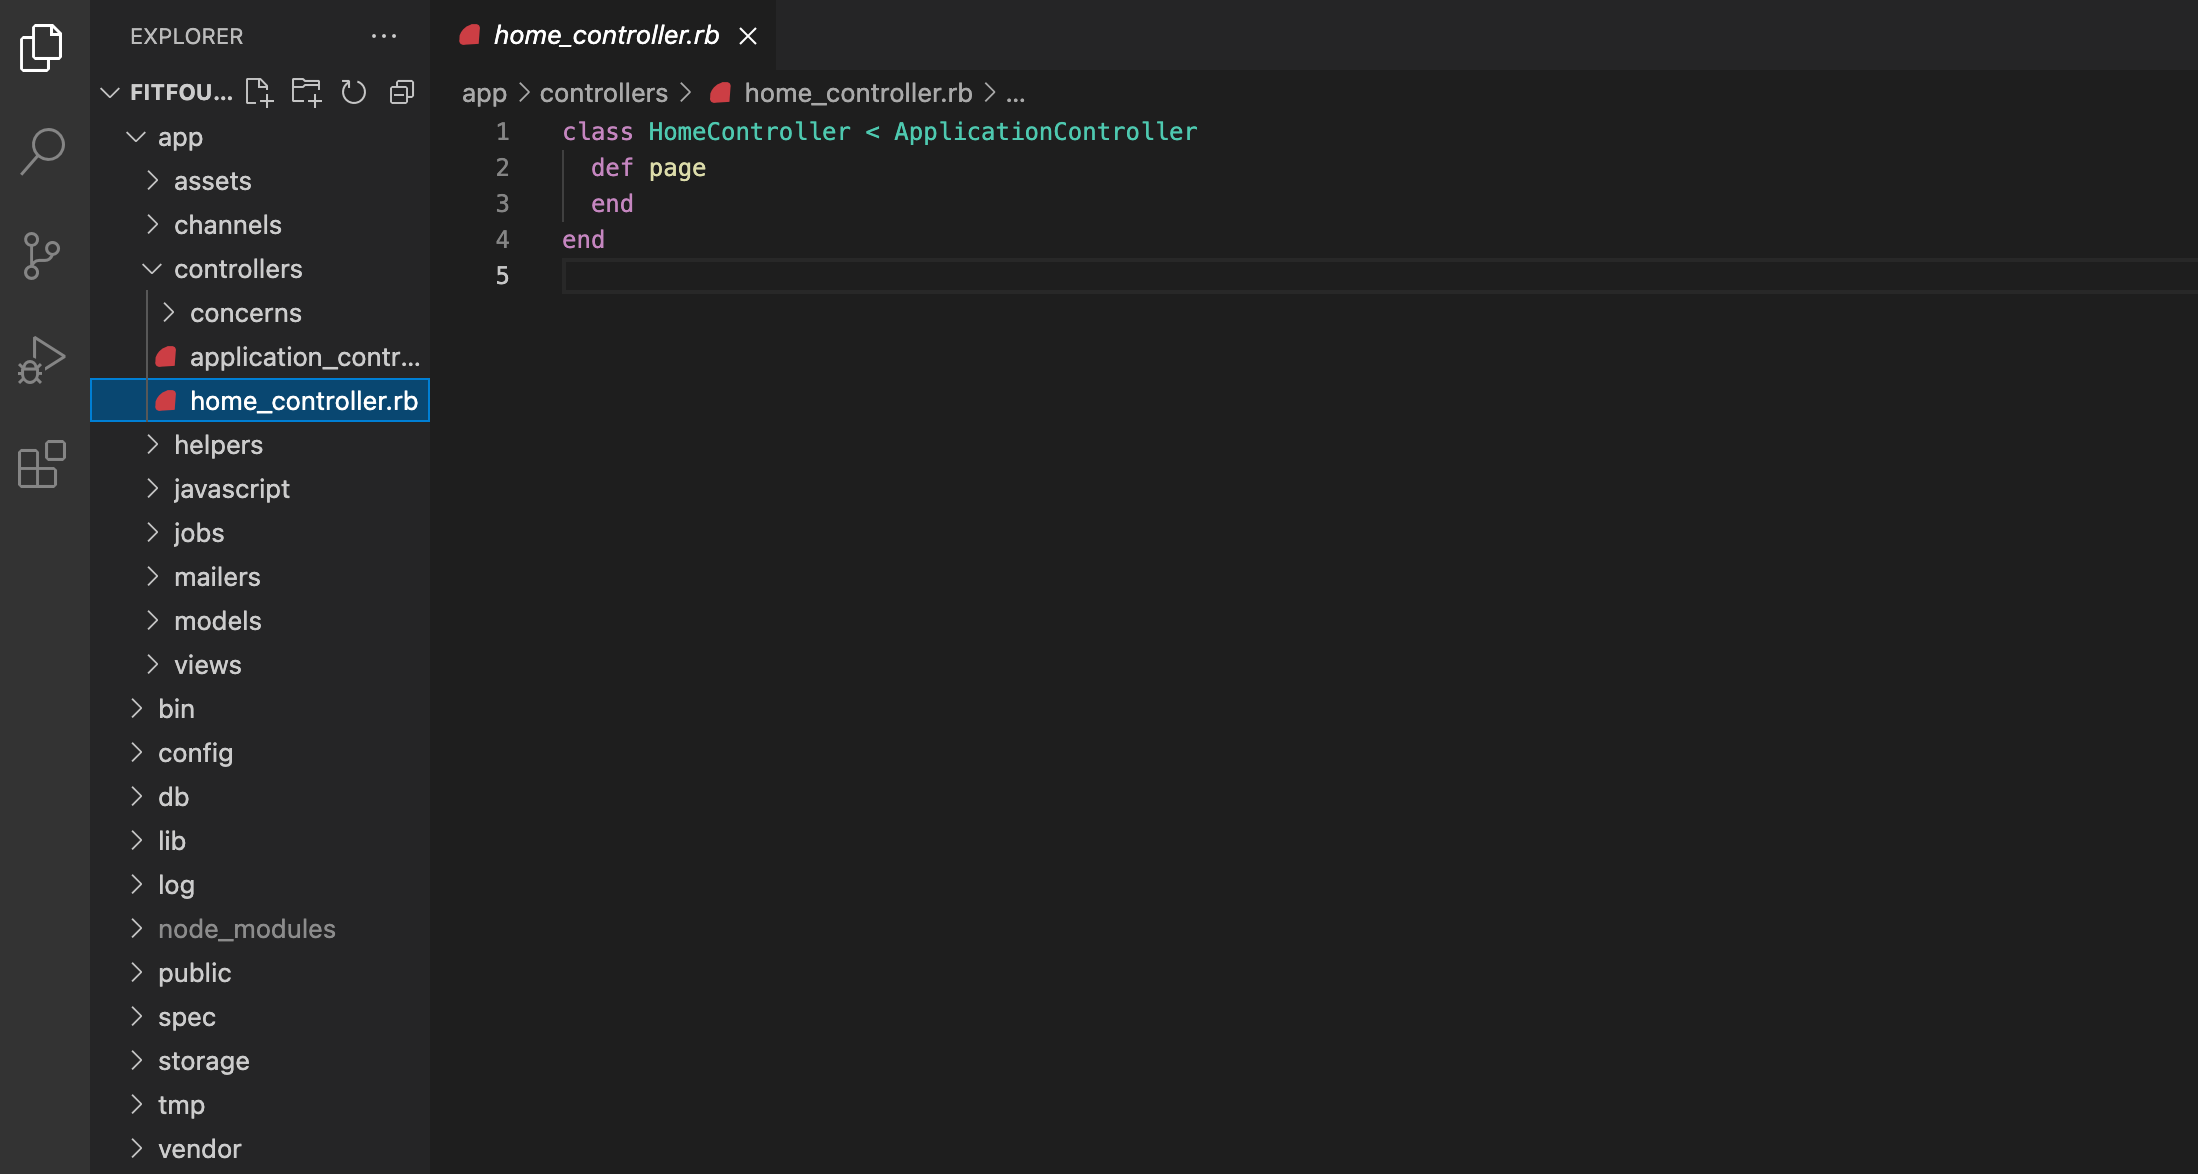 EXPLORER
FITFOU...
app
assets
channels
controllers
concerns
application_contr...
home_controller.rb
helpers
javascript
jobs
mailers
models
views
bin
config
db
lib
log
node_modules
public
spec
storage
tmp
vendor
home_controller.rb
app > controllers > home_controller.rb > ...
1 class HomeController < ApplicationController
2 def page
3 end
4 end
5